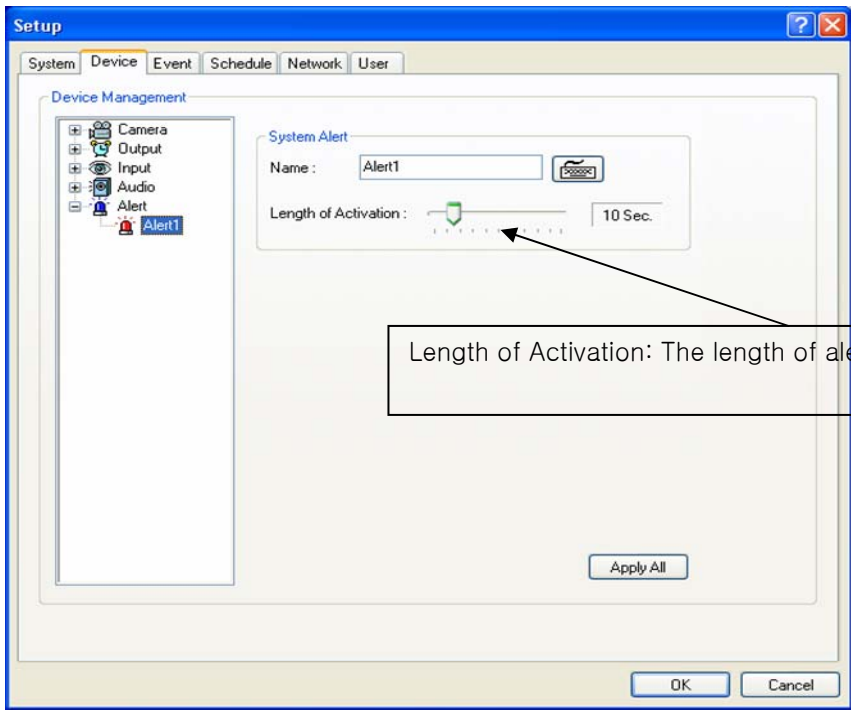 Setup
System Device Event Schedule Network User
Device Management
Camera
Output
Input
Audio
Alert
Alert1
System Alert
Name : Alert1
Length of Activation : 10 Sec.
Length of Activation: The length of
Apply All
OK Cancel